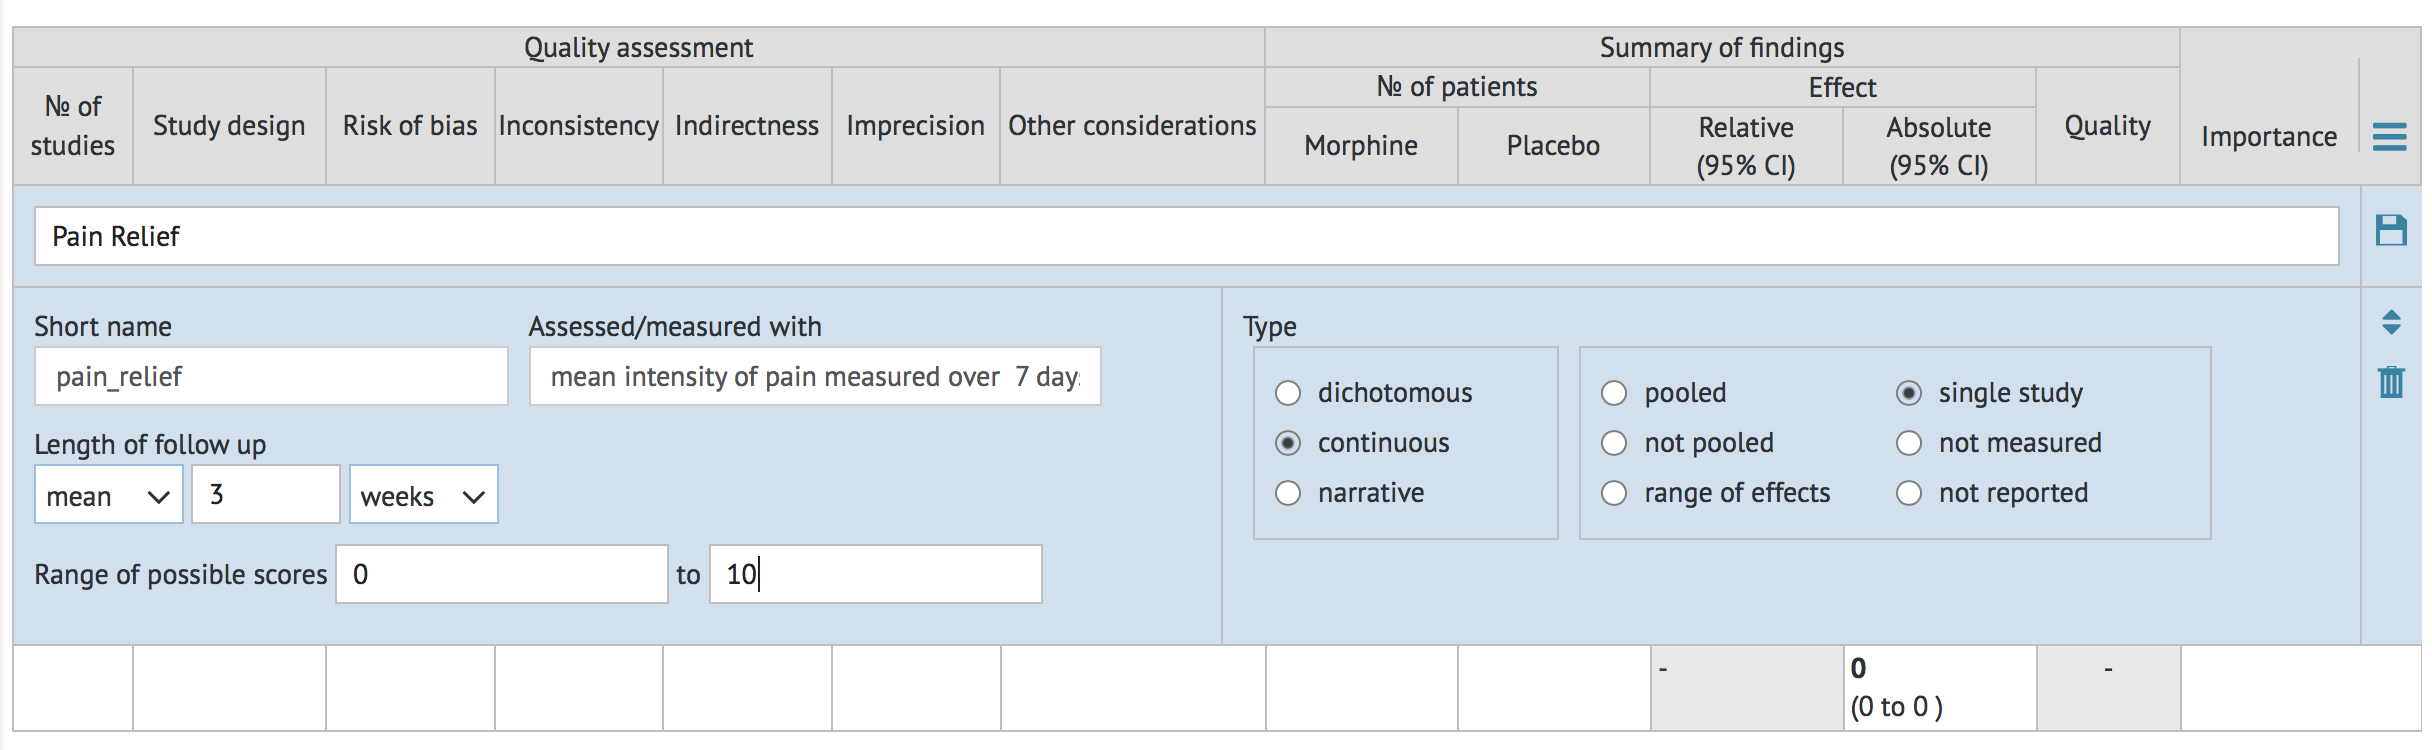 Quality assessment
Summary of findings
Importance
№ of studies
Study design
Risk of bias
Inconsistency
Indirectness
Imprecision
Other considerations
№ of patients
Effect
Quality
Morphine
Placebo
Relative
(95% CI)
Absolute
(95% CI)
Pain Relief
Short name
Assessed/measured with
pain_relief
mean intensity of pain measured over 7 day
Length of follow up
mean
3
weeks
Range of possible scores 0 to 10
Type
dichotomous
continuous
narrative
pooled
not pooled
range of effects
single study
not measured
not reported
-
0
(0 to 0 )
-